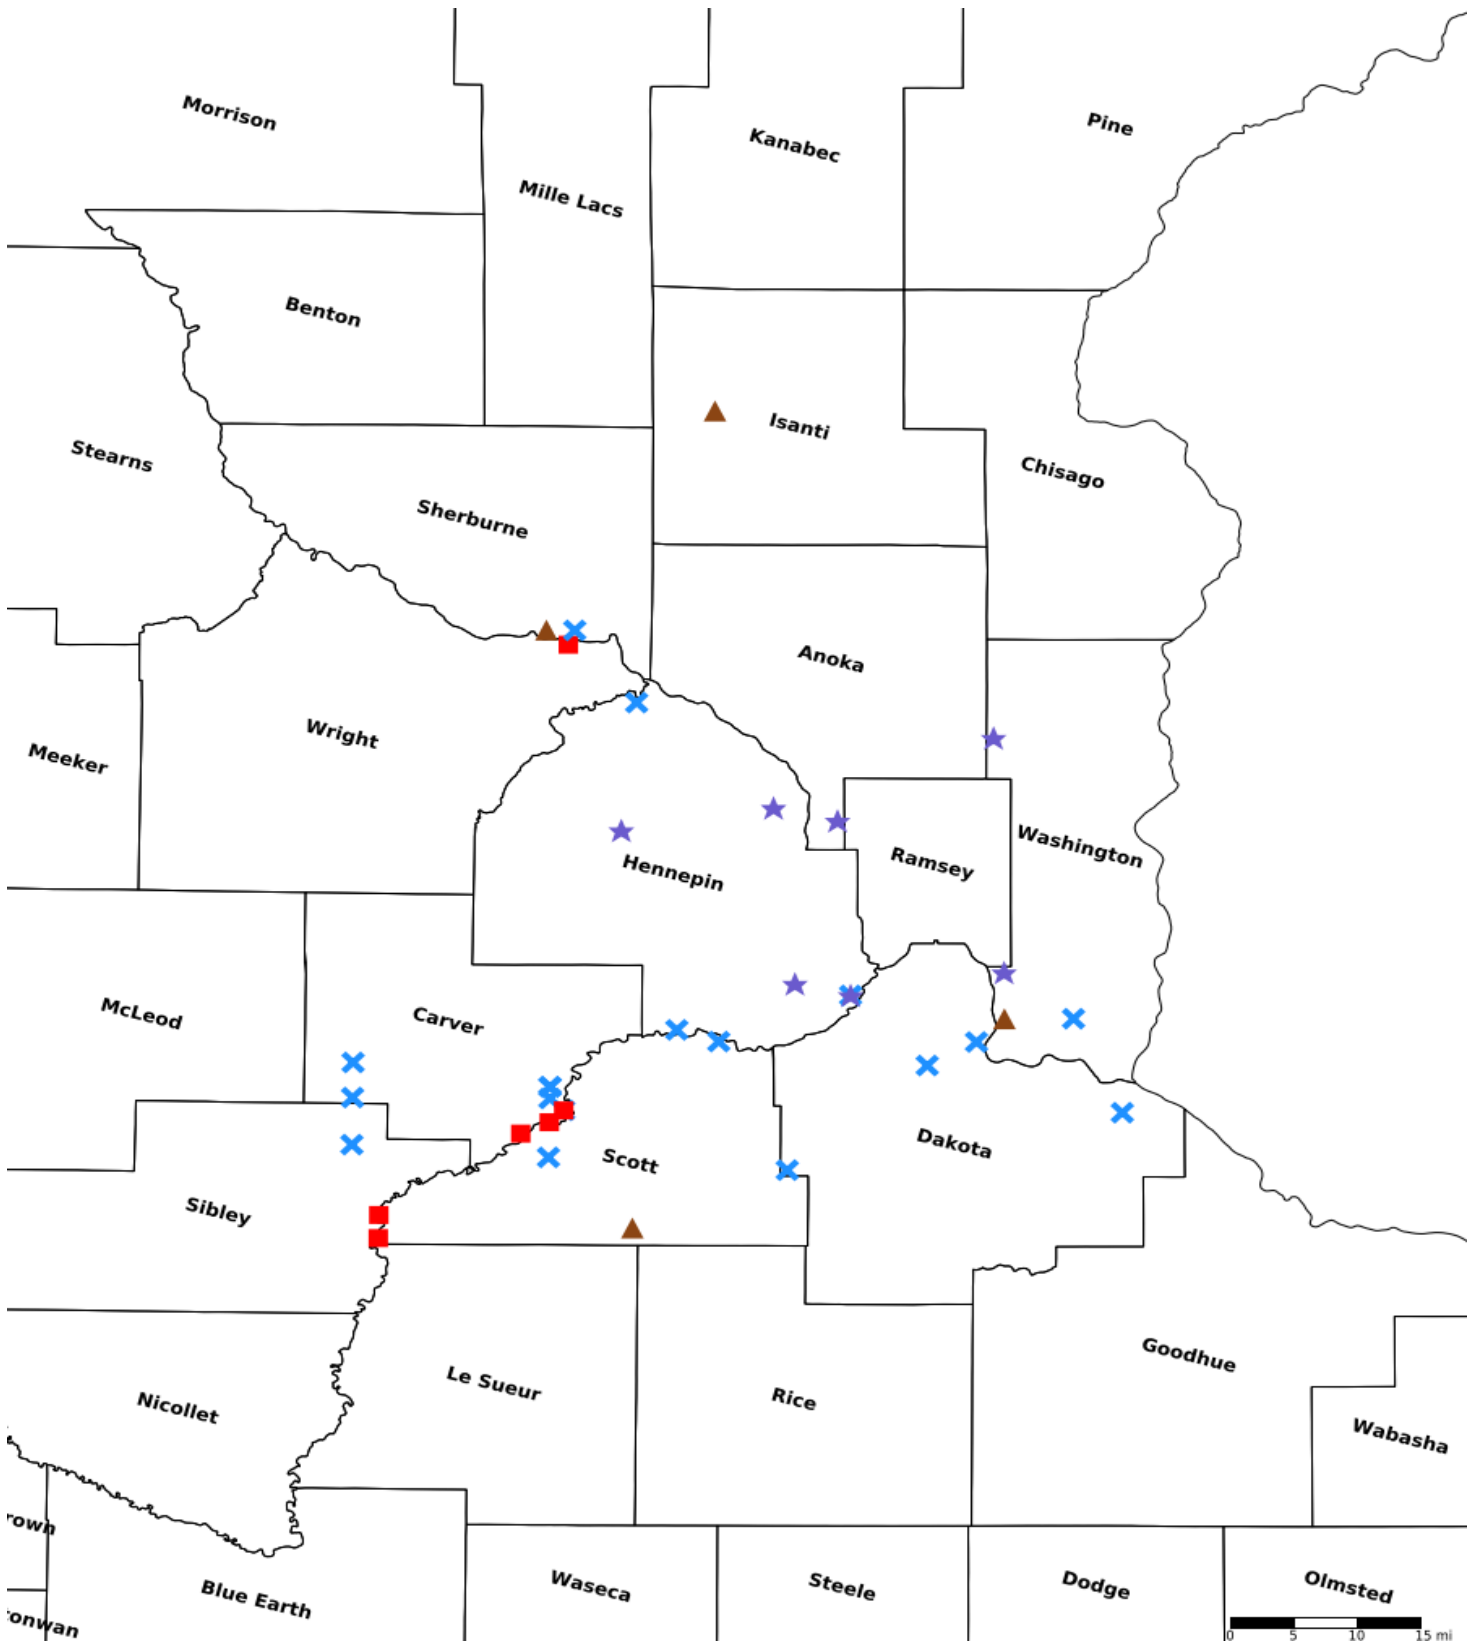 Morrison
Kanabec
Pine
Mille Lacs
Benton
Isanti
Stearns
Chisago
Sherburne
Anoka
Wright
Meeker
Washington
Ramsey
Hennepin
McLeod
Carver
Dakota
Scott
Sibley
Goodhue
Le Sueur
Rice
Nicollet
Wabasha
rown
Waseca
Steele
Dodge
Olmsted
Blue Earth
onwan
0 5 10 15 mi